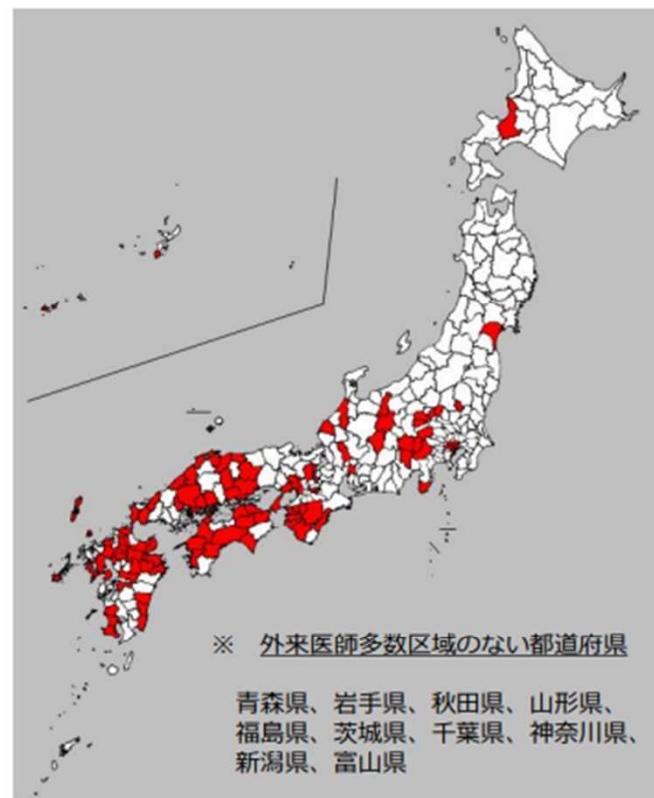 ※ 外来医師多数区域のない都道府県
青森県、岩手県、秋田県、山形県、
福島県、茨城県、千葉県、神奈川県、
新潟県、富山県